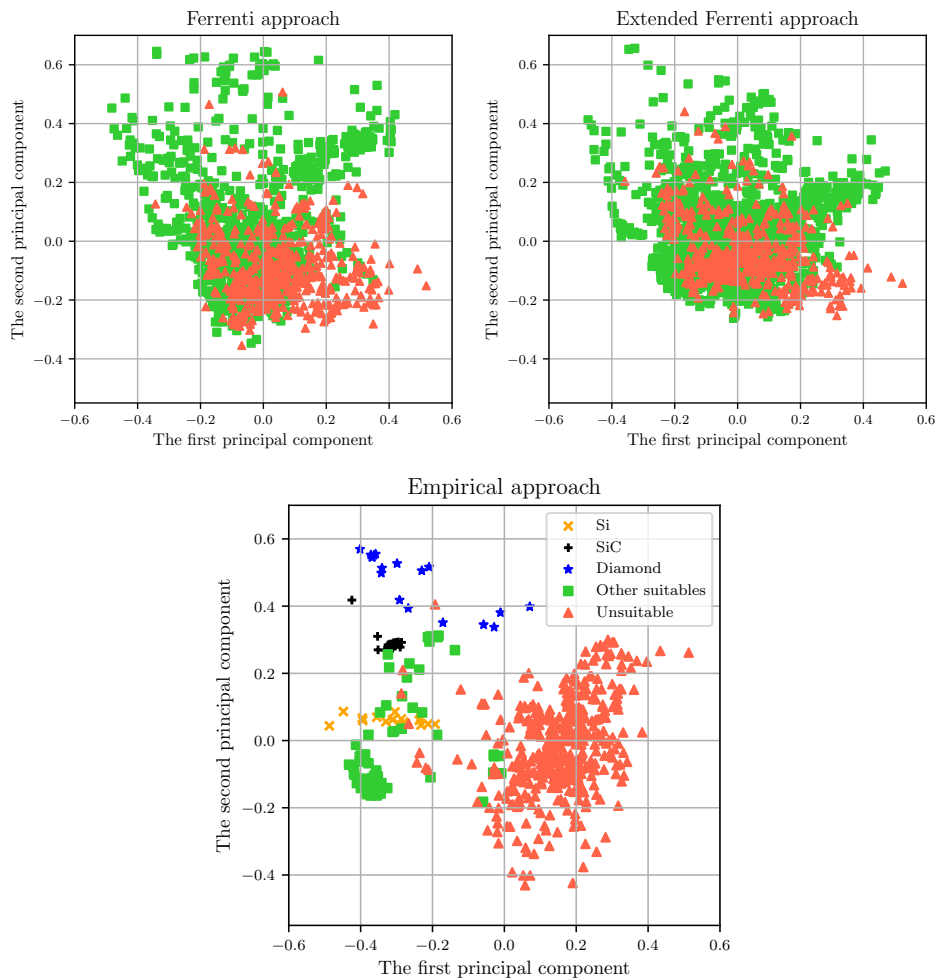 Ferrenti approach
The second principal component
0.6
0.4
0.2
0.0
−0.2
−0.4
−0.6
−0.4
−0.2
0.0
0.2
0.4
0.6
The first principal component
Extended Ferrenti approach
The second principal component
0.6
0.4
0.2
0.0
−0.2
−0.4
−0.6
−0.4
−0.2
0.0
0.2
0.4
0.6
The first principal component
Empirical approach
The second principal component
0.6
0.4
0.2
0.0
−0.2
−0.4
Si
SiC
Diamond
Other suitables
Unsuitable
−0.6
−0.4
−0.2
0.0
0.2
0.4
0.6
The first principal component